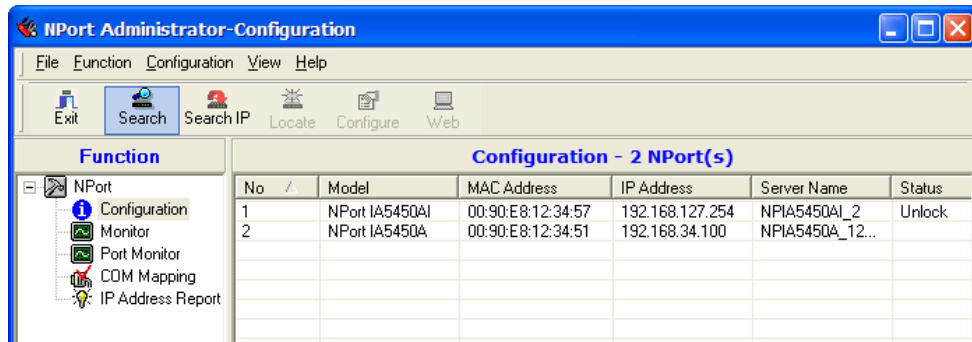 NPort Administrator-Configuration
File Function Configuration View Help
Exit Search Search IP Locate Configure Web
Function
Configuration - 2 NPort(s)
NPort
Configuration
Monitor
Port Monitor
COM Mapping
IP Address Report
No Model MAC Address IP Address Server Name Status
1 NPort IA5450AI 00:90:E8:12:34:57 192.168.127.254 NPIA5450AI_2 Unlock
2 NPort IA5450A 00:90:E8:12:34:51 192.168.34.100 NPIA5450A_12...